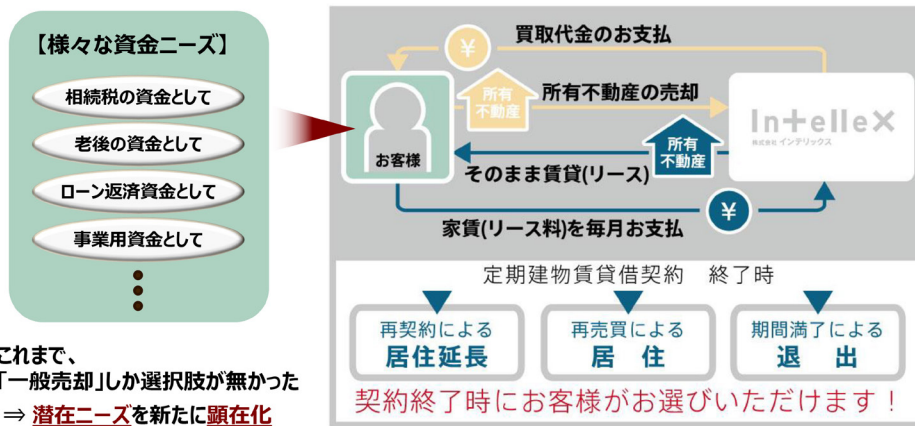 【様々な資金ニーズ】
相続税の資金として
老後の資金として
ローン返済資金として
事業用資金として
これまで、
「一般売却」しか選択肢が無かった
⇒ 潜在ニーズを新たに顕在化
買取代金のお支払
¥
所有
不動産
所有不動産の売却
お客様
Intellex
株式会社 インテリックス
所有
不動産
そのまま賃貸(リース)
¥
家賃(リース料)を毎月お支払
定期建物賃貸借契約 終了時
再契約による
居住延長
再売買による
居 住
期間満了による
退 出
契約終了時にお客様がお選びいただけます！